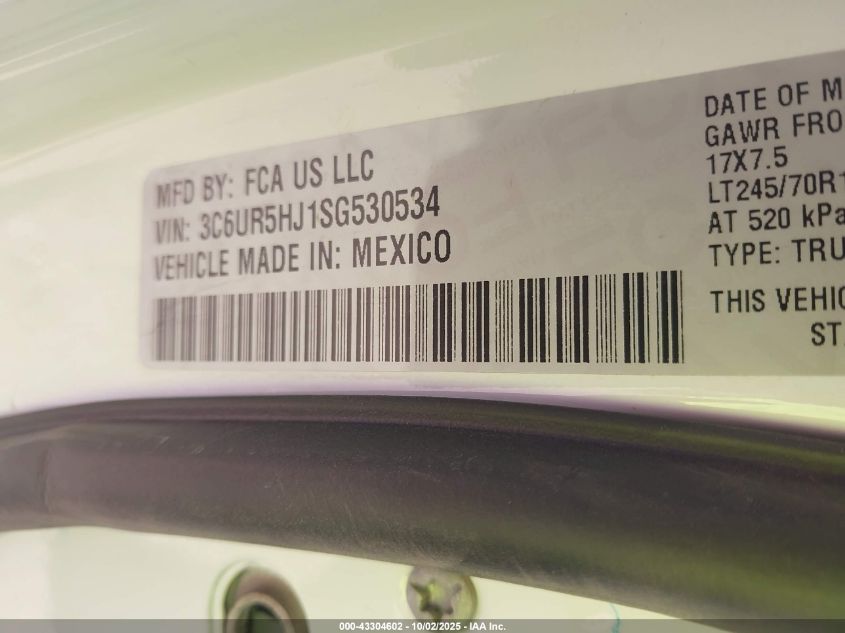 MFD BY: FCA US LLC
VIN: 3C6UR5HJ1SG530534
VEHICLE MADE IN: MEXICO
DATE OF M
GAWR FRO
17X7.5
LT245/70R1
AT 520 kPa
TYPE: TRU
THIS VEHIC
ST
000-43304602 - 10/02/2025 - IAA Inc.